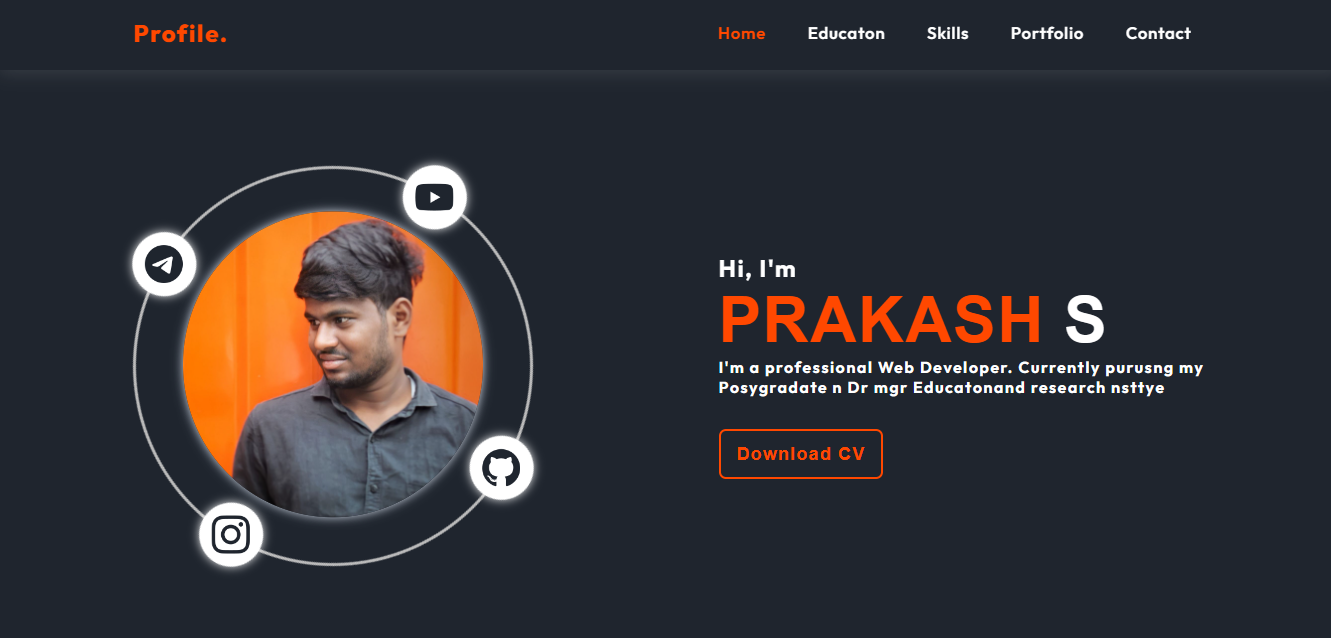 Profile.
Home Educaton Skills Portfolio Contact
Hi, I'm
PRAKASH S
I'm a professional Web Developer. Currently purusng my
Posygradate n Dr mgr Educatonand research nsttye
Download CV